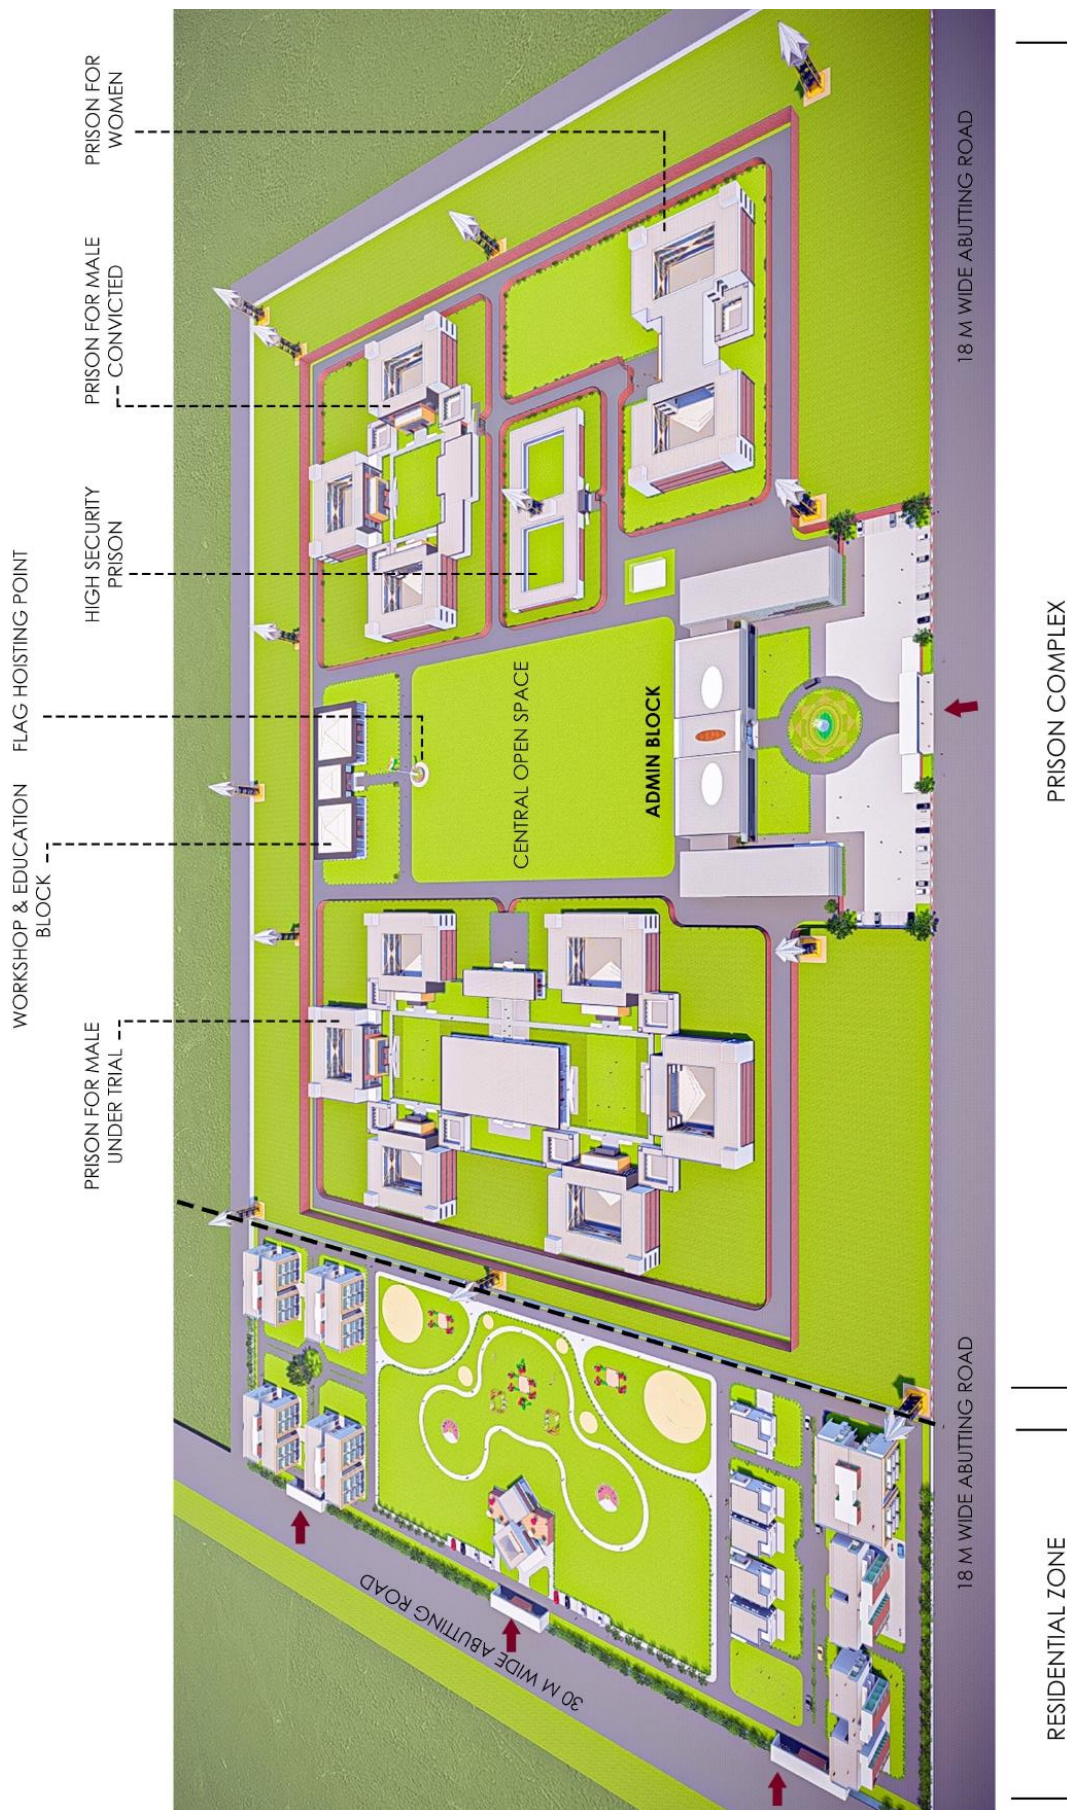 PRISON FOR MALE
UNDER TRIAL
WORKSHOP & EDUCATION
BLOCK
FLAG HOISTING POINT
HIGH SECURITY
PRISON
PRISON FOR MALE
CONVICTED
PRISON FOR
WOMEN
CENTRAL OPEN SPACE
ADMIN BLOCK
30 M WIDE ABUTTING ROAD
18 M WIDE ABUTTING ROAD
18 M WIDE ABUTTING ROAD
RESIDENTIAL ZONE
PRISON COMPLEX